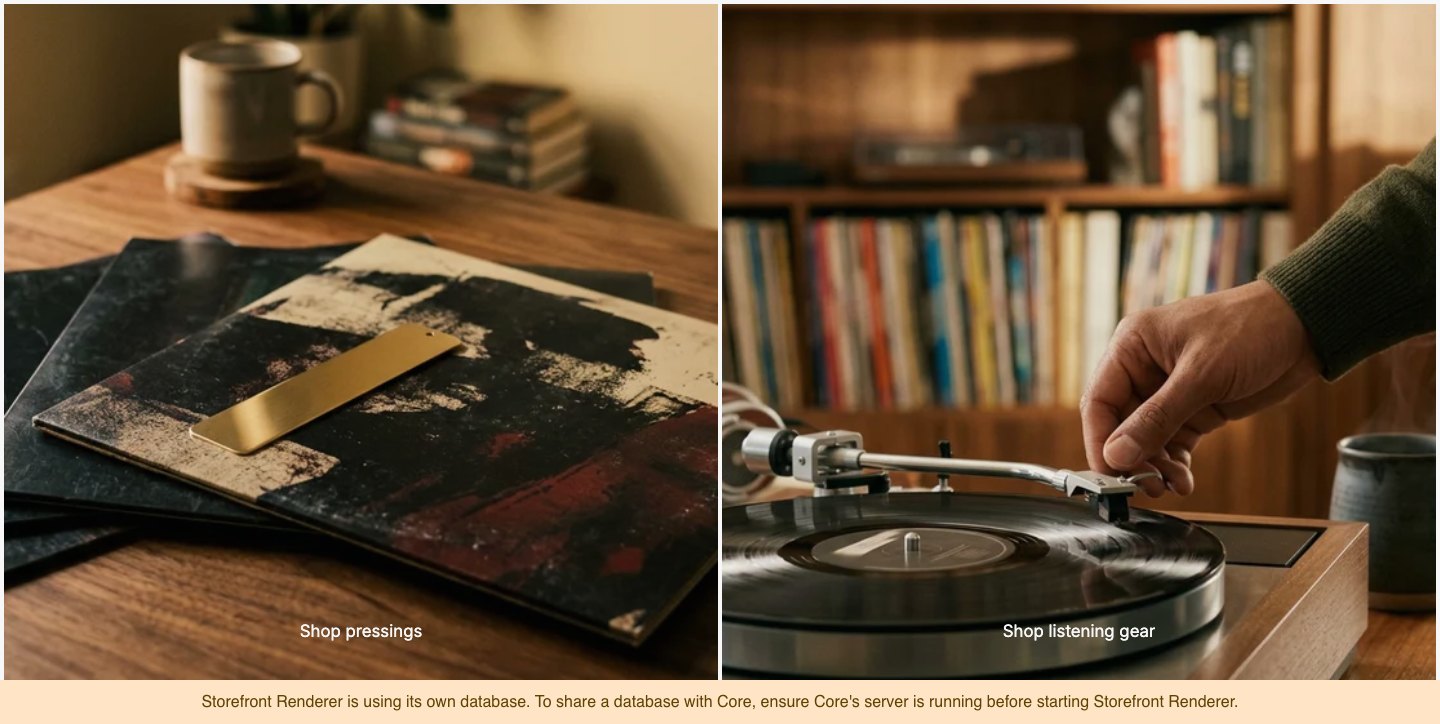 Shop pressings
Shop listening gear
Storefront Renderer is using its own database. To share a database with Core, ensure Core's server is running before starting Storefront Renderer.